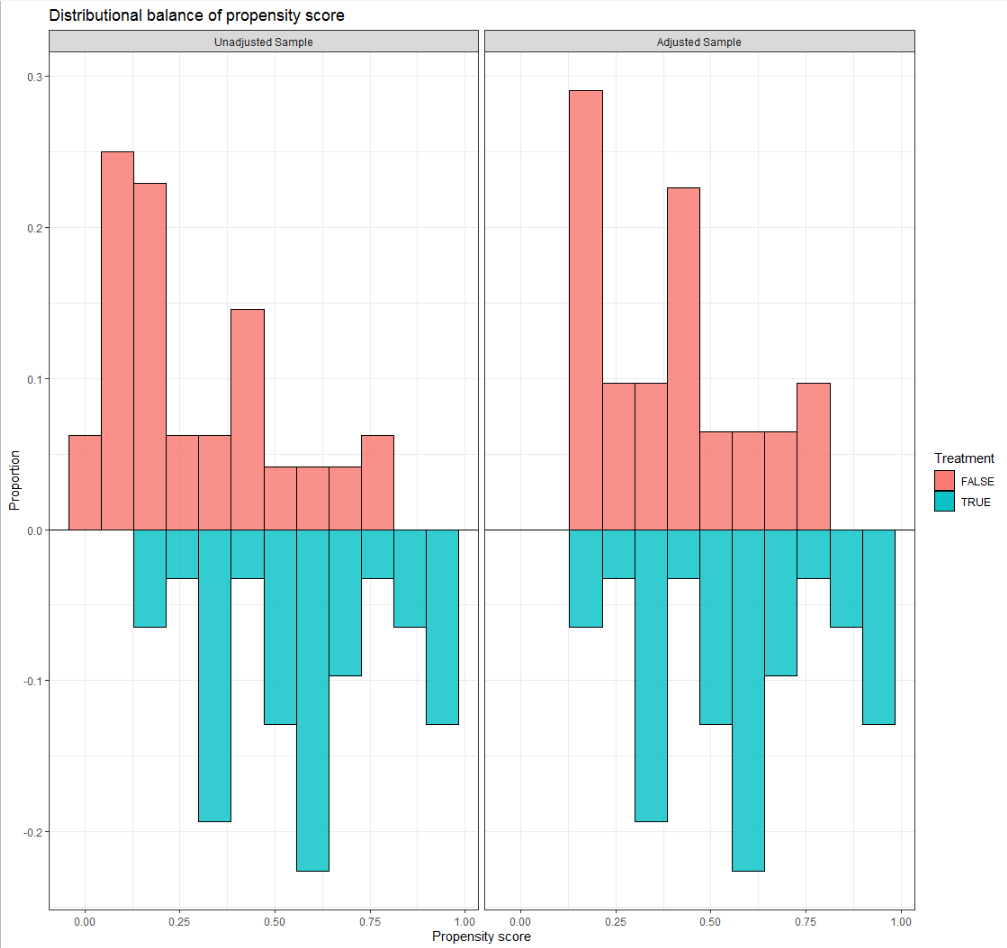 Distributional balance of propensity score
Unadjusted Sample
Adjusted Sample
0.3
0.2
0.1
0.0
-0.1
-0.2
Proportion
0.00 0.25 0.50 0.75 1.00
0.00 0.25 0.50 0.75 1.00
Propensity score
Treatment
FALSE
TRUE